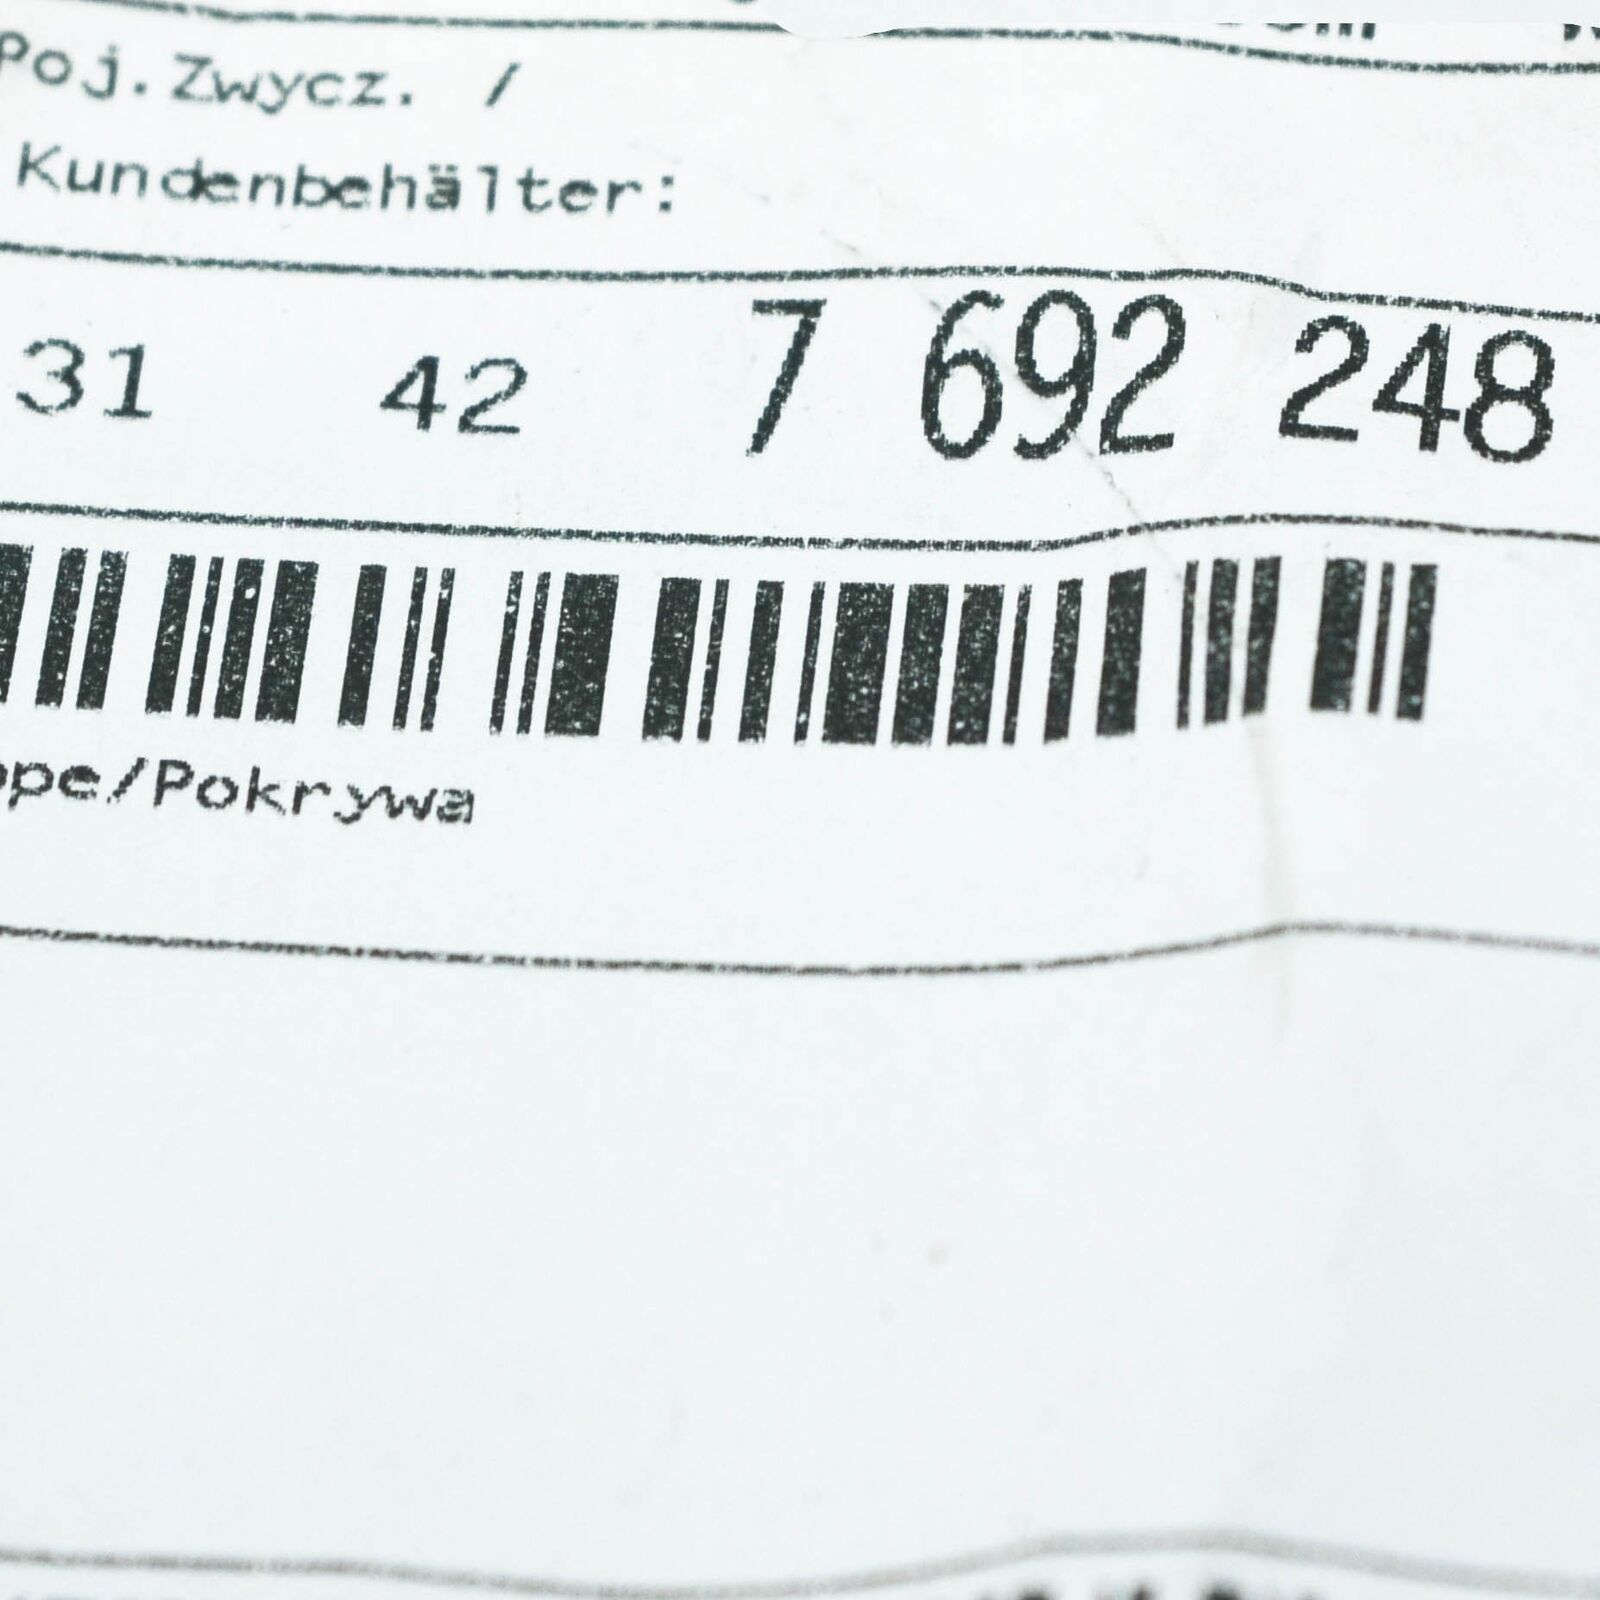 Poj.Zwycz. /
Kundenbehälter:
31 42 7 692 248
ppe/Pokrywa